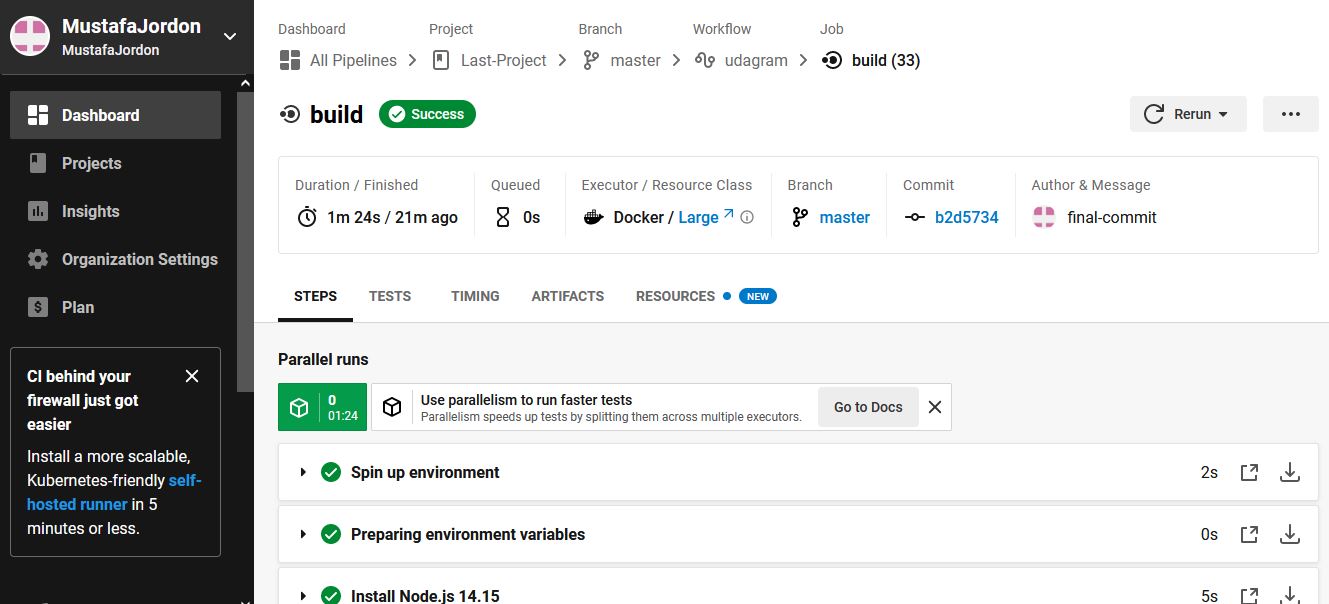 MustafaJordon
MustafaJordon
Dashboard
Projects
Insights
Organization Settings
Plan
CI behind your
firewall just got
easier
Install a more scalable,
Kubernetes-friendly self-
hosted runner in 5
minutes or less.
Dashboard Project Branch Workflow Job
All Pipelines Last-Project master udagram build (33)
build Success Rerun
Duration / Finished Queued Executor / Resource Class Branch Commit Author & Message
1m 24s / 21m ago 0s Docker / Large master b2d5734 final-commit
STEPS TESTS TIMING ARTIFACTS RESOURCES NEW
Parallel runs
0
01:24
Use parallelism to run faster tests
Parallelism speeds up tests by splitting them across multiple executors.
Go to Docs
Spin up environment 2s
Preparing environment variables 0s
Install Node.js 14.15 5s